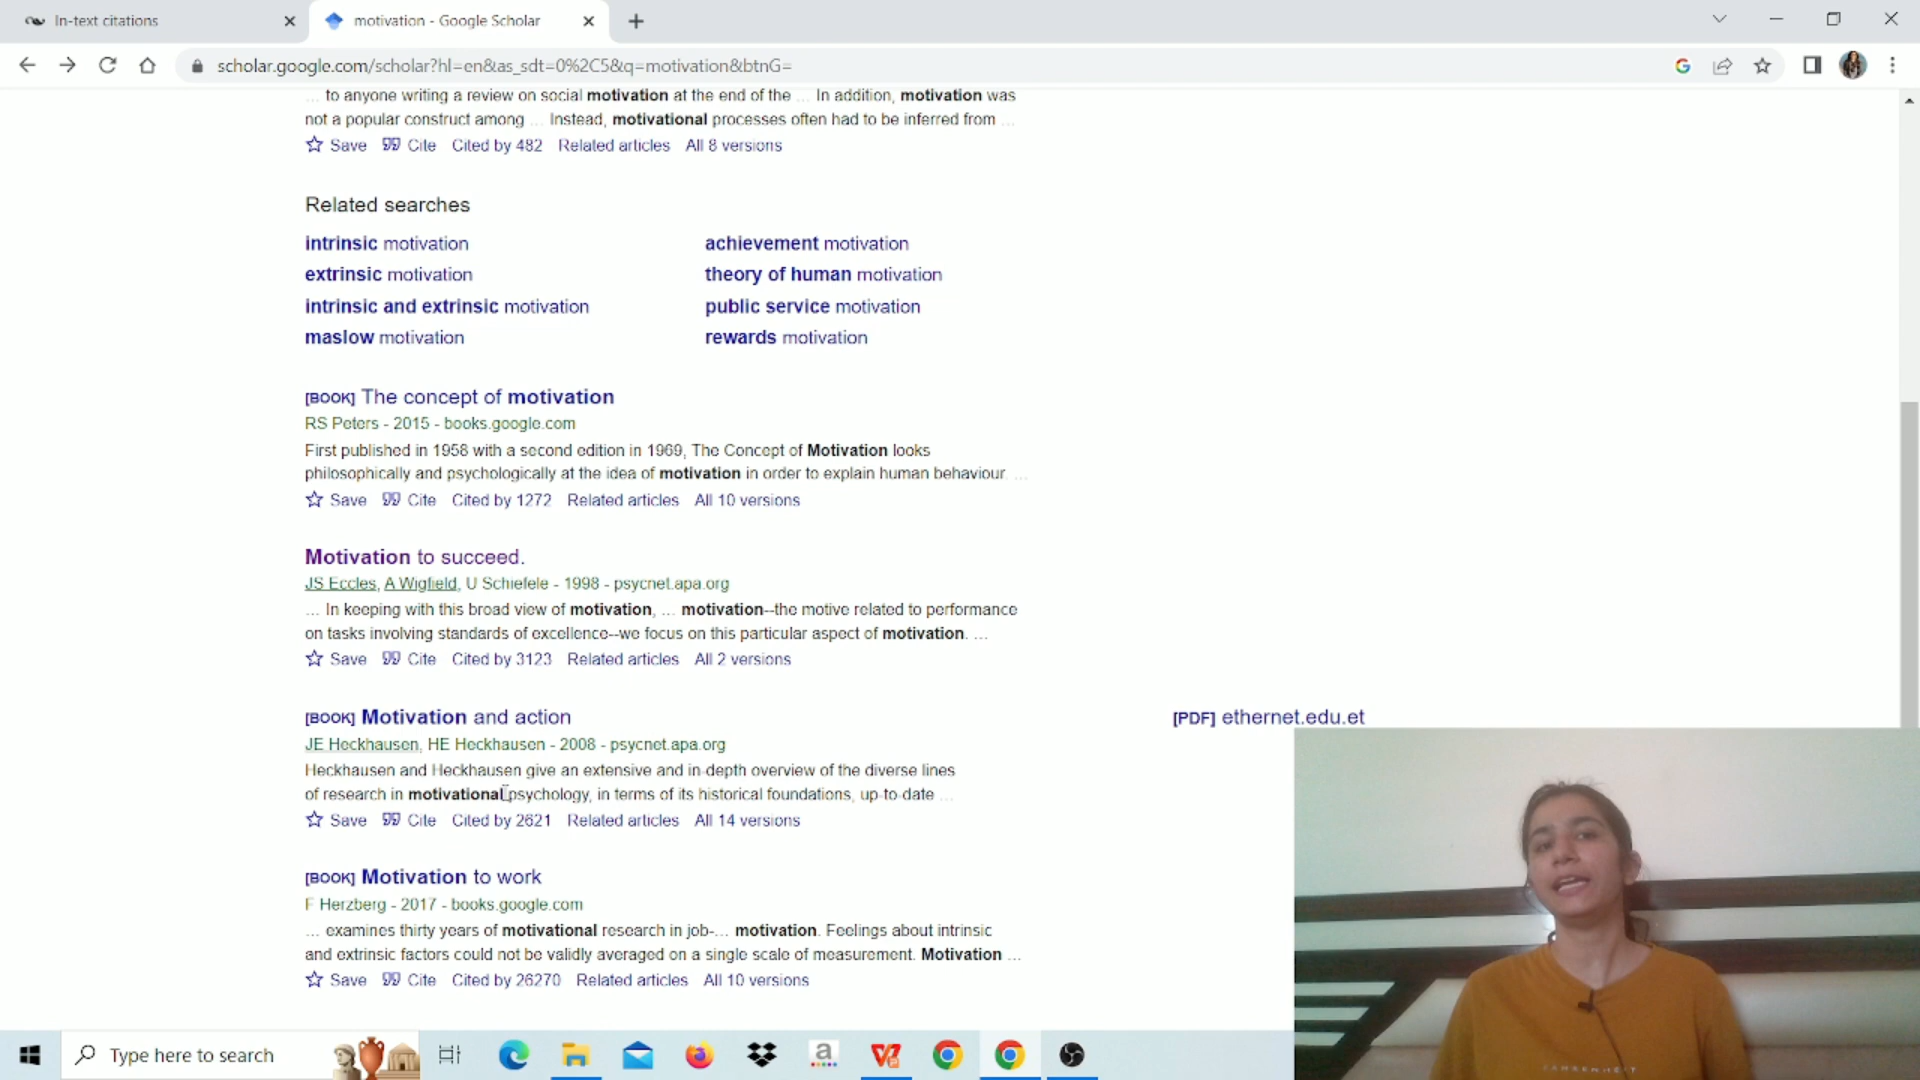 In-text citations
motivation - Google Scholar
scholar.google.com/scholar?hl=en&as_sdt=0%2C5&q=motivation&btnG=
... to anyone writing a review on social motivation at the end of the ... In addition, motivation was
not a popular construct among ... Instead, motivational processes often had to be inferred from ...
Save Cite Cited by 482 Related articles All 8 versions
Related searches
intrinsic motivation
achievement motivation
extrinsic motivation
theory of human motivation
intrinsic and extrinsic motivation
public service motivation
maslow motivation
rewards motivation
[BOOK] The concept of motivation
RS Peters - 2015 - books.google.com
First published in 1958 with a second edition in 1969, The Concept of Motivation looks
philosophically and psychologically at the idea of motivation in order to explain human behaviour. ...
Save Cite Cited by 1272 Related articles All 10 versions
Motivation to succeed.
JS Eccles, A Wigfield, U Schiefele - 1998 - psycnet.apa.org
... In keeping with this broad view of motivation, ... motivation--the motive related to performance
on tasks involving standards of excellence--we focus on this particular aspect of motivation. ...
Save Cite Cited by 3123 Related articles All 2 versions
[BOOK] Motivation and action
[PDF] ethernet.edu.et
JE Heckhausen, HE Heckhausen - 2008 - psycnet.apa.org
Heckhausen and Heckhausen give an extensive and in-depth overview of the diverse lines
of research in motivational psychology, in terms of its historical foundations, up-to-date ...
Save Cite Cited by 2621 Related articles All 14 versions
[BOOK] Motivation to work
F Herzberg - 2017 - books.google.com
... examines thirty years of motivational research in job-... motivation. Feelings about intrinsic
and extrinsic factors could not be validly averaged on a single scale of measurement. Motivation ...
Save Cite Cited by 26270 Related articles All 10 versions
Type here to search